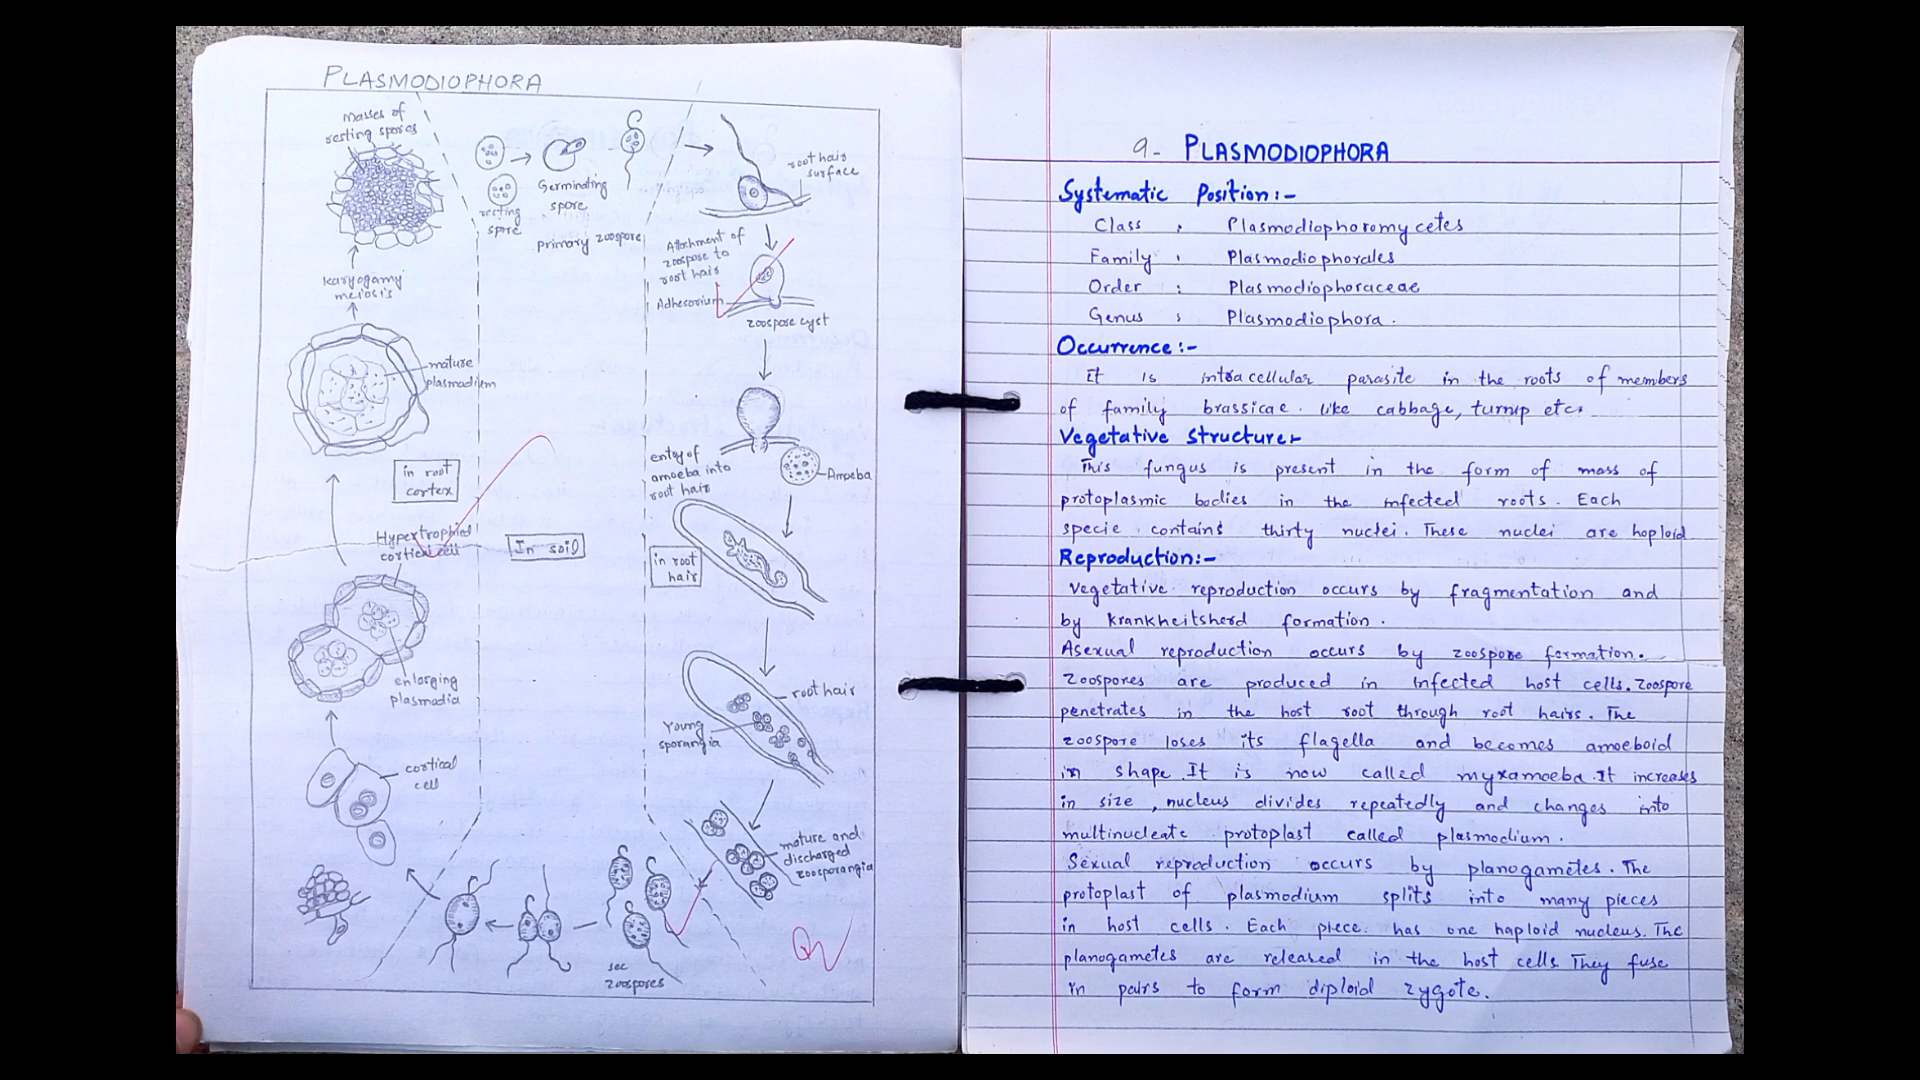 PLASMODIOPHORA
Masses of
resting spores
resting
spore
Germinating
spore
primary zoospore
root hair
surface
Attachment of
zoospore to
root hair
Adhesorium
zoospore cyst
karyogamy
meiosis
mature
plasmodium
in root
cortex
entry of
amoeba into
root hair
Amoeba
Hypertrophied
cortical cell
In soil
in root
hair
enlarging
plasmodia
root hair
Young
sporangia
cortical
cell
mature and
discharged
zoosporangia
sec
zoospores
9- PLASMODIOPHORA
Systematic Position:-
Class : Plasmodiophoromycetes
Family : Plasmodiophorales
Order : Plasmodiophoraceae
Genus : Plasmodiophora.
Occurrence:-
It is intracellular parasite in the roots of members
of family brassicae. like cabbage, turnip etc.
Vegetative Structure:-
This fungus is present in the form of mass of
protoplasmic bodies in the infected roots. Each
specie contains thirty nuclei. These nuclei are haploid
Reproduction:-
Vegetative reproduction occurs by fragmentation and
by krankheitsherd formation.
Asexual reproduction occurs by zoospore formation.
Zoospores are produced in infected host cells. Zoospore
penetrates in the host root through root hairs. The
zoospore loses its flagella and becomes amoeboid
in shape. It is now called myxamoeba. It increases
in size, nucleus divides repeatedly and changes into
multinucleate protoplast called plasmodium.
Sexual reproduction occurs by planogametes. The
protoplast of plasmodium splits into many pieces
in host cells. Each piece has one haploid nucleus. The
planogametes are released in the host cells. They fuse
in pairs to form diploid zygote.